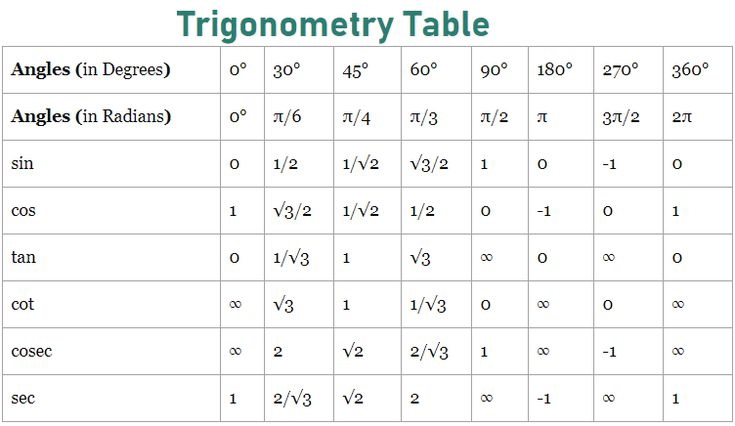 Trigonometry Table
Angles (in Degrees) 0° 30° 45° 60° 90° 180° 270° 360°
Angles (in Radians) 0° π/6 π/4 π/3 π/2 π 3π/2 2π
sin 0 1/2 1/√2 √3/2 1 0 -1 0
cos 1 √3/2 1/√2 1/2 0 -1 0 1
tan 0 1/√3 1 √3 ∞ 0 ∞ 0
cot ∞ √3 1 1/√3 0 ∞ 0 ∞
cosec ∞ 2 √2 2/√3 1 ∞ -1 ∞
sec 1 2/√3 √2 2 ∞ -1 ∞ 1